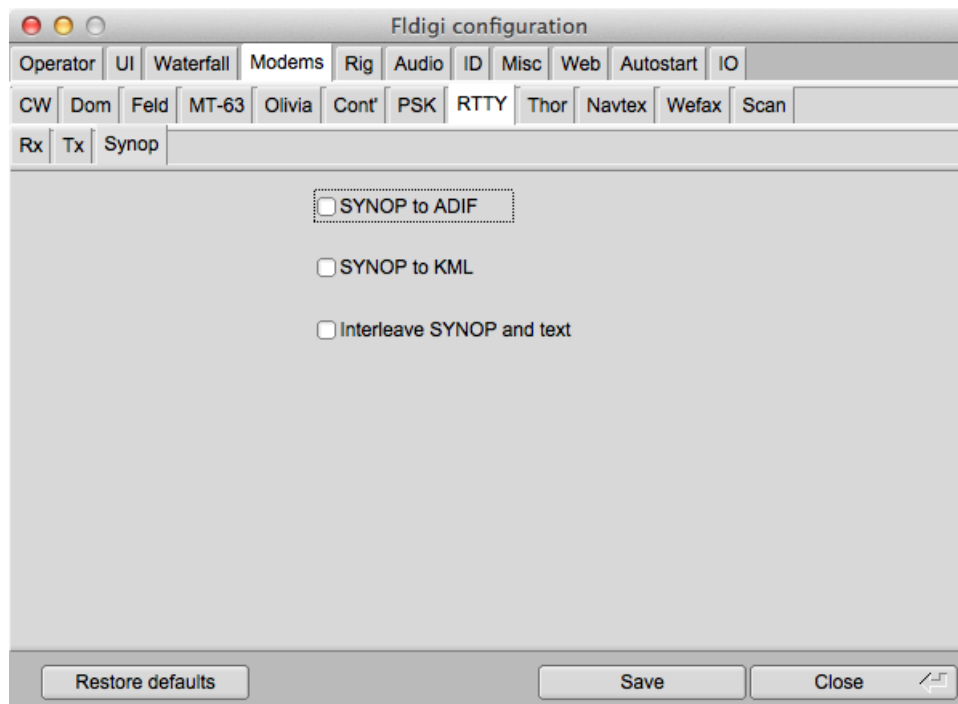 Fldigi configuration
Operator UI Waterfall Modems Rig Audio ID Misc Web Autostart IO
CW Dom Feld MT-63 Olivia Cont' PSK RTTY Thor Navtex Wefax Scan
Rx Tx Synop
SYNOP to ADIF
SYNOP to KML
Interleave SYNOP and text
Restore defaults Save Close